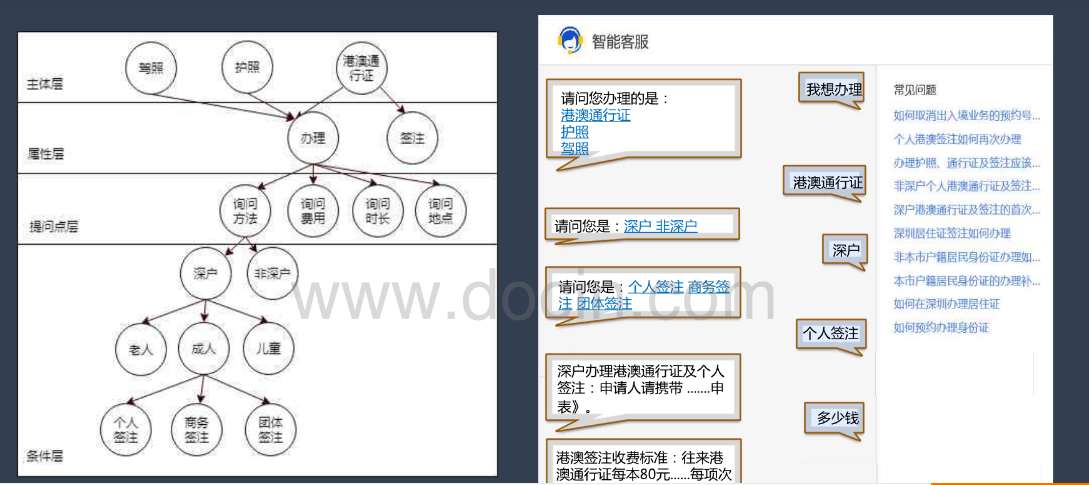 主体层
驾照
护照
港澳通
行证
属性层
办理
签注
提问点层
询问
方法
询问
费用
询问
时长
询问
地点
深户
非深户
老人
成人
儿童
个人
签注
商务
签注
团体
签注
条件层
智能客服
我想办理
请问您办理的是：
港澳通行证
护照
驾照
港澳通行证
请问您是：深户 非深户
深户
请问您是：个人签注 商务签
注 团体签注
个人签注
深户办理港澳通行证及个人
签注：申请人请携带 .......申
表》。
多少钱
港澳签注收费标准：往来港
澳通行证每本80元......每项次
常见问题
如何取消出入境业务的预约号...
个人港澳签注如何再次办理
办理护照、通行证及签注应该...
非深户个人港澳通行证及签注...
深户港澳通行证及签注的首次...
深圳居住证签注如何办理
非本市户籍居民身份证办理如...
本市户籍居民身份证的办理补...
如何在深圳办理居住证
如何预约办理身份证
www.docin.com